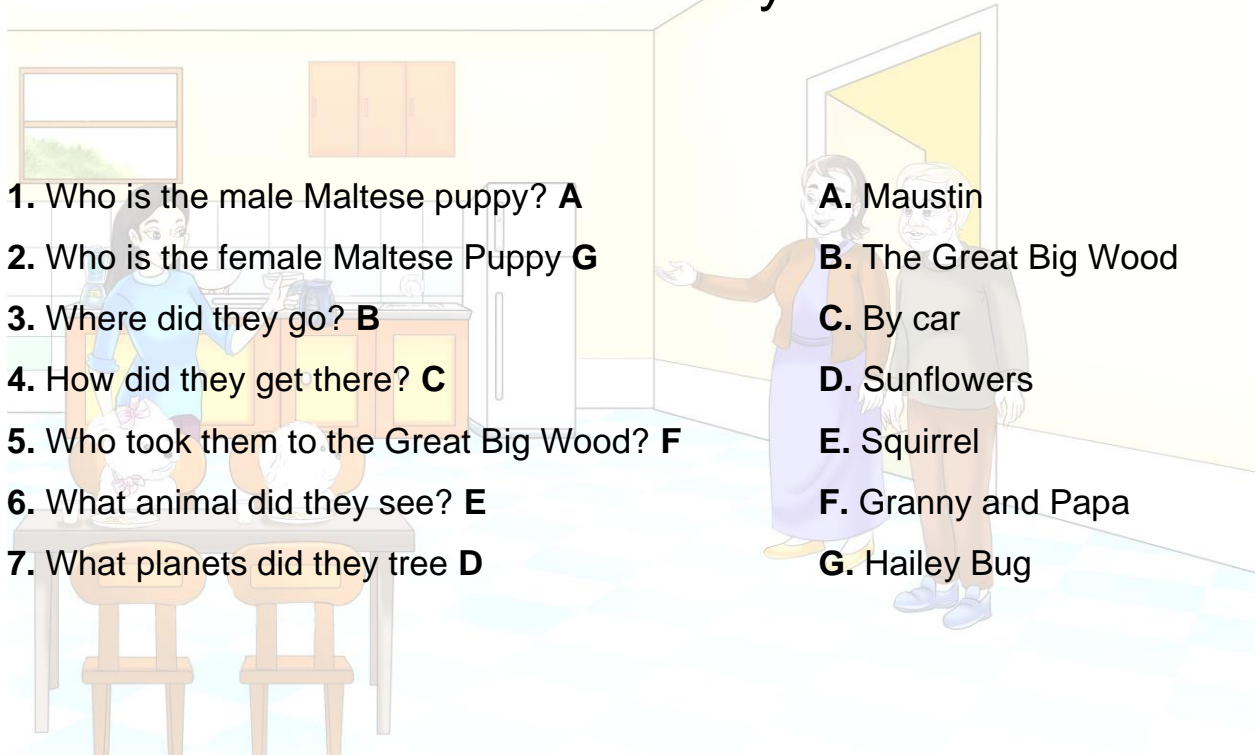 1. Who is the male Maltese puppy? A
A. Maustin
2. Who is the female Maltese Puppy G
B. The Great Big Wood
3. Where did they go? B
C. By car
4. How did they get there? C
D. Sunflowers
5. Who took them to the Great Big Wood? F
E. Squirrel
6. What animal did they see? E
F. Granny and Papa
7. What planets did they tree D
G. Hailey Bug